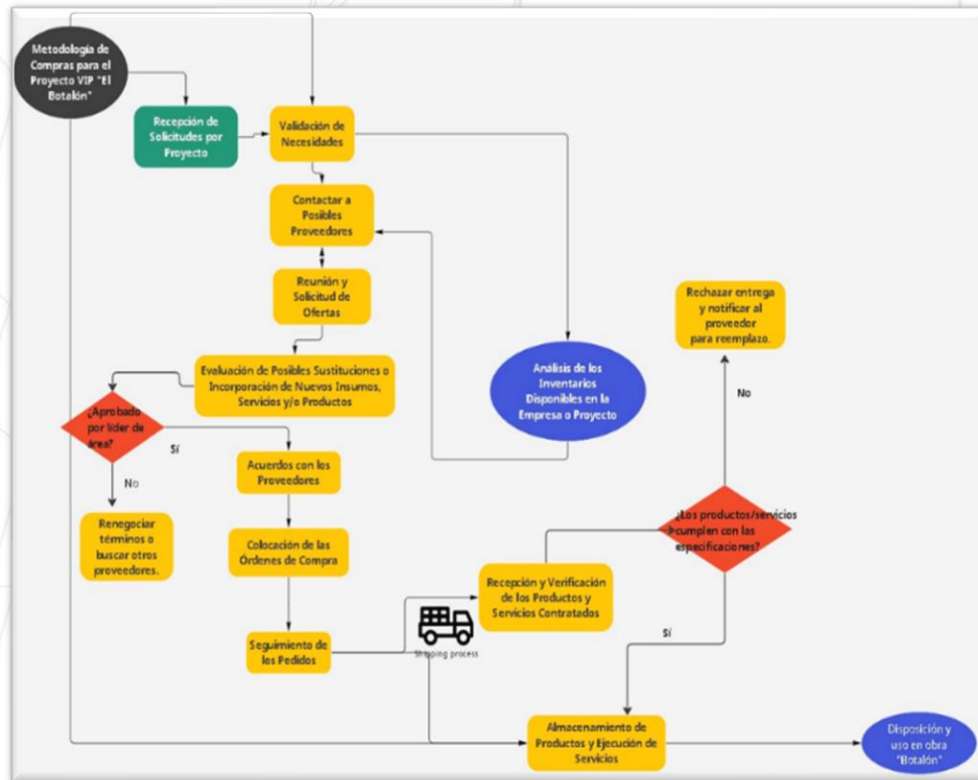 Metodología de
Compras para el
Proyecto VIP "El
Botalón"
Recepción de
Solicitudes por
Proyecto
Validación de
Necesidades
Contactar a
Posibles
Proveedores
Reunión y
Solicitud de
Ofertas
Evaluación de Posibles Sustituciones o
Incorporación de Nuevos Insumos,
Servicios y/o Productos
¿Aprobado
por líder de
área?
Sí
No
Renegociar
términos o
buscar otros
proveedores.
Acuerdos con los
Proveedores
Colocación de las
Órdenes de Compra
Seguimiento de
los Pedidos
Shipping process
Análisis de los
Inventarios
Disponibles en la
Empresa o Proyecto
Recepción y Verificación
de los Productos y
Servicios Contratados
Rechazar entrega
y notificar al
proveedor
para reemplazo.
No
¿Los productos/servicios
cumplen con las
especificaciones?
Sí
Almacenamiento de
Productos y Ejecución de
Servicios
Disposición y
uso en obra
"Botalón"